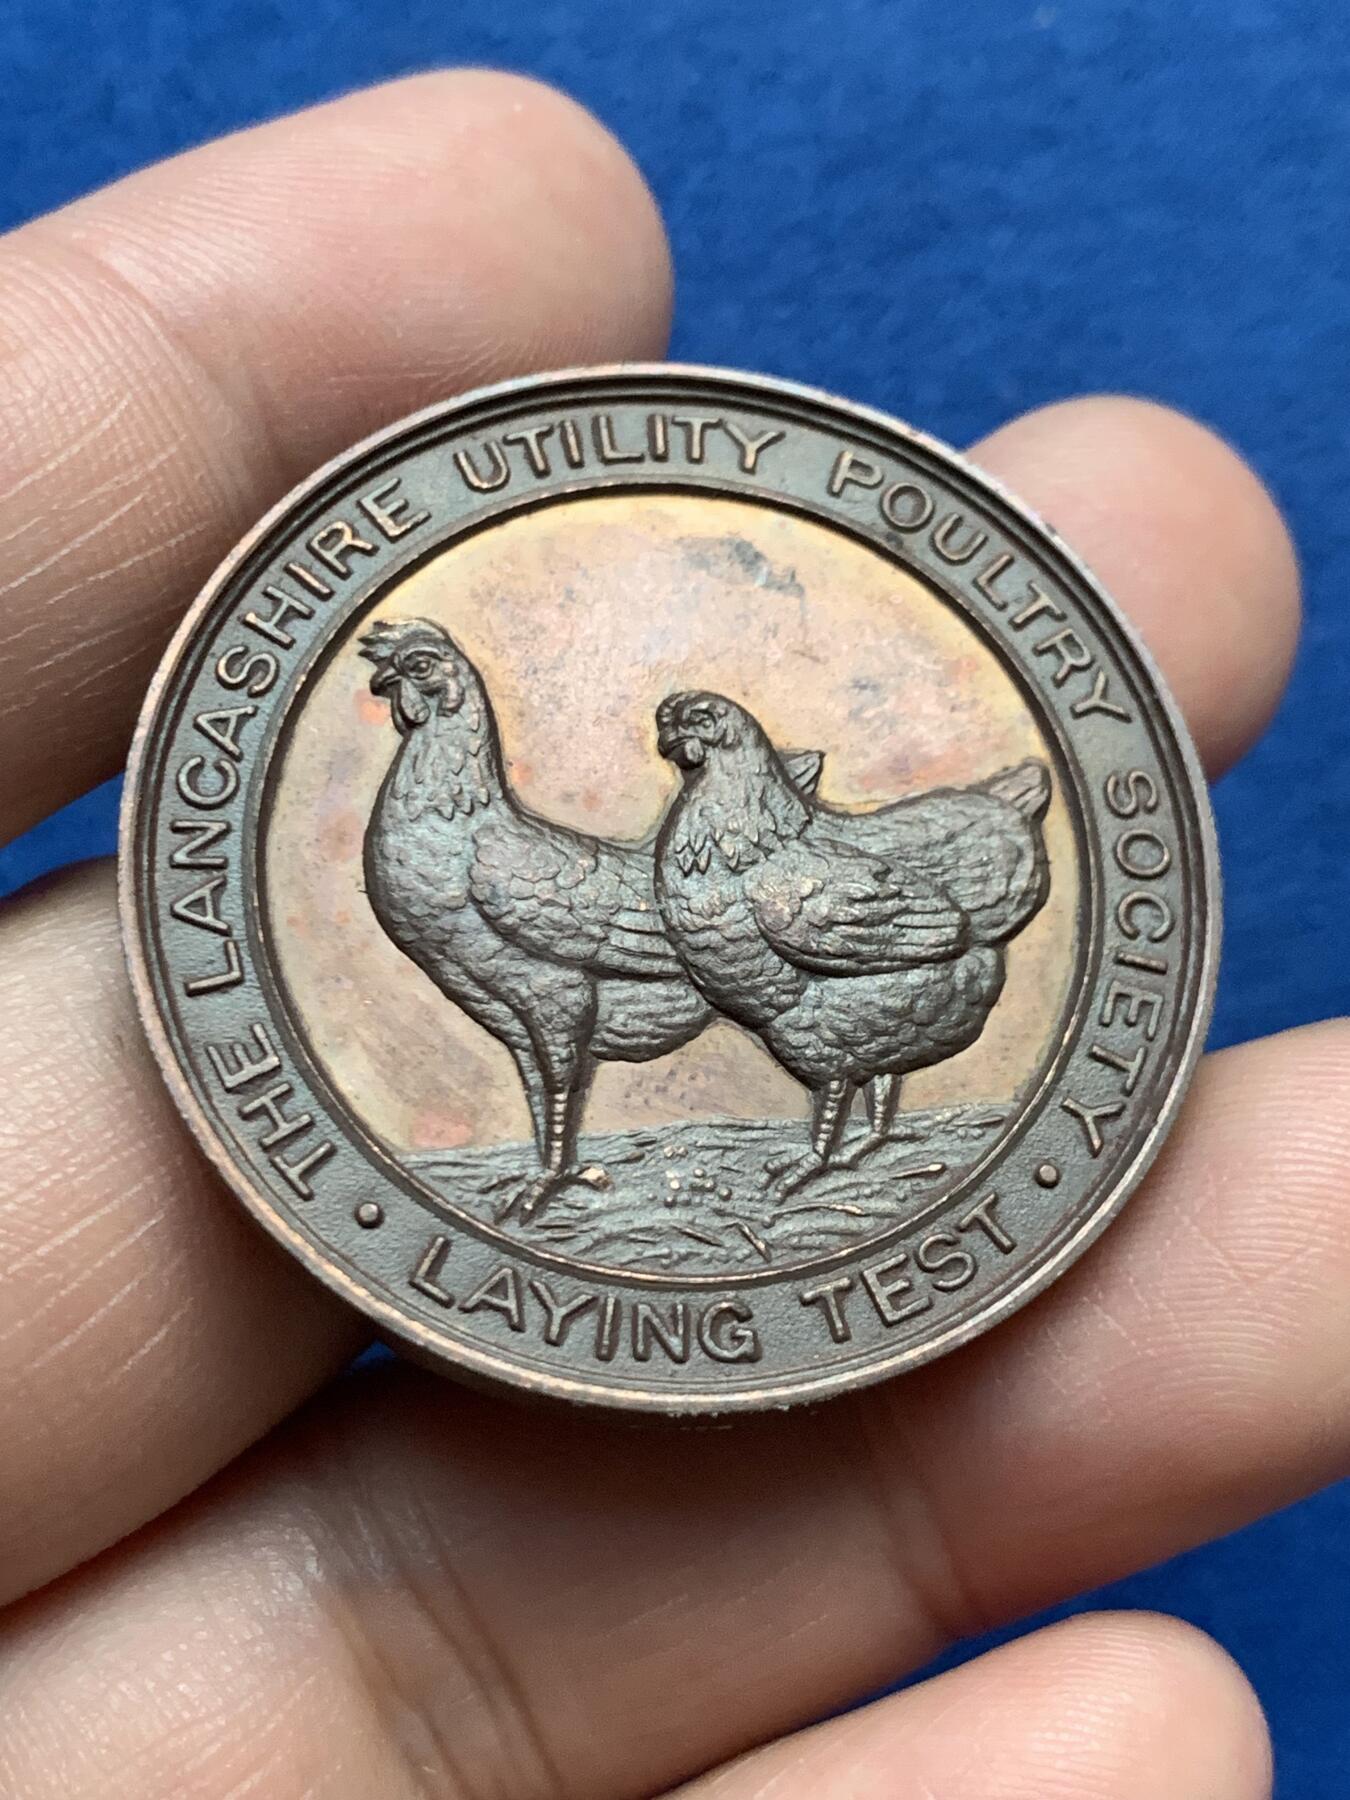 THE LANCASHIRE UTILITY POULTRY SOCIETY
· LAYING TEST ·